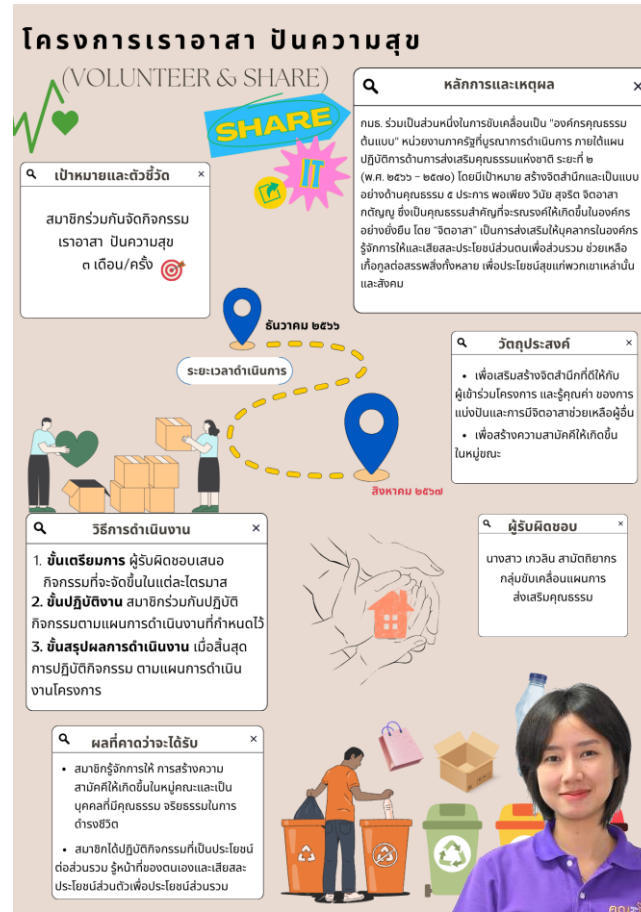 โครงการเราอาสา ปันความสุข
(VOLUNTEER & SHARE)
SHARE
IT
หลักการและเหตุผล
กมธ. ร่วมเป็นส่วนหนึ่งในการขับเคลื่อนเป็น "องค์กรคุณธรรม
ต้นแบบ" หน่วยงานภาครัฐที่บูรณาการดำเนินการ ภายใต้แผน
ปฏิบัติการด้านการส่งเสริมคุณธรรมแห่งชาติ ระยะที่ ๒
(พ.ศ. ๒๕๖๖ – ๒๕๗๐) โดยมีเป้าหมาย สร้างจิตสำนึกและเป็นแบบ
อย่างด้านคุณธรรม ๕ ประการ พอเพียง วินัย สุจริต จิตอาสา
กตัญญู ซึ่งเป็นคุณธรรมสำคัญที่จะรณรงค์ให้เกิดขึ้นในองค์กร
อย่างยั่งยืน โดย "จิตอาสา" เป็นการส่งเสริมให้บุคลากรในองค์กร
รู้จักการให้และเสียสละประโยชน์ส่วนตนเพื่อส่วนรวม ช่วยเหลือ
เกื้อกูลต่อสรรพสิ่งทั้งหลาย เพื่อประโยชน์สุขแก่พวกเขาเหล่านั้น
และสังคม
เป้าหมายและตัวชี้วัด
สมาชิกร่วมกันจัดกิจกรรม
เราอาสา ปันความสุข
๓ เดือน/ครั้ง
ธันวาคม ๒๕๖๖
ระยะเวลาดำเนินการ
สิงหาคม ๒๕๖๗
วัตถุประสงค์
• เพื่อเสริมสร้างจิตสำนึกที่ดีให้กับ
ผู้เข้าร่วมโครงการ และรู้คุณค่า ของการ
แบ่งปันและการมีจิตอาสาช่วยเหลือผู้อื่น
• เพื่อสร้างความสามัคคีให้เกิดขึ้น
ในหมู่ขณะ
วิธีการดำเนินงาน
1. ขั้นเตรียมการ ผู้รับผิดชอบเสนอ
กิจกรรมที่จะจัดขึ้นในแต่ละไตรมาส
2. ขั้นปฏิบัติงาน สมาชิกร่วมกันปฏิบัติ
กิจกรรมตามแผนการดำเนินงานที่กำหนดไว้
3. ขั้นสรุปผลการดำเนินงาน เมื่อสิ้นสุด
การปฏิบัติกิจกรรม ตามแผนการดำเนิน
งานโครงการ
ผู้รับผิดชอบ
นางสาว เกวลิน สามัตถิยากร
กลุ่มขับเคลื่อนแผนการ
ส่งเสริมคุณธรรม
ผลที่คาดว่าจะได้รับ
• สมาชิกรู้จักการให้ การสร้างความ
สามัคคีให้เกิดขึ้นในหมู่คณะและเป็น
บุคคลที่มีคุณธรรม จริยธรรมในการ
ดำรงชีวิต
• สมาชิกได้ปฏิบัติกิจกรรมที่เป็นประโยชน์
ต่อส่วนรวม รู้หน้าที่ของตนเองและเสียสละ
ประโยชน์ส่วนตัวเพื่อประโยชน์ส่วนรวม